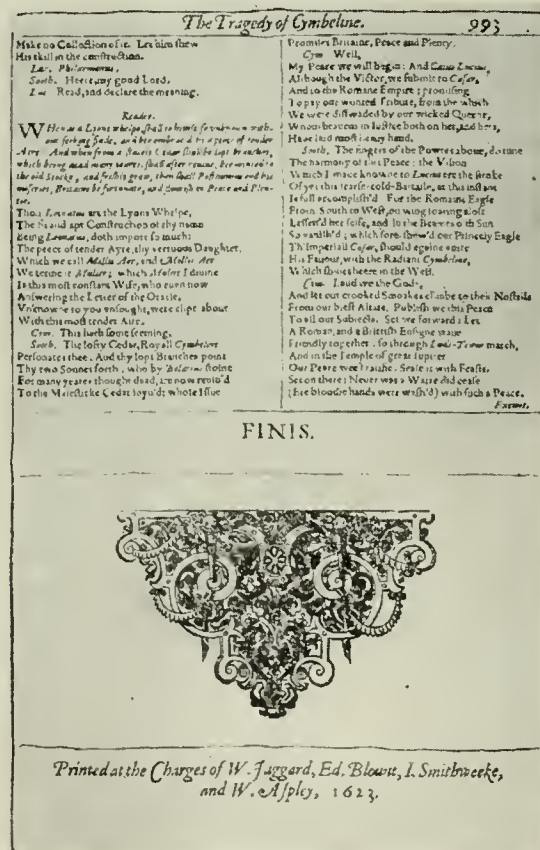 The Tragedy of Cymbeline.
993
Make no Collection of it. Let him shew
His skill in the construction.
Luc. Philarmonus.
Sooth. Heere, my good Lord.
Luc. Read, and declare the meaning.
Reades.
WHen as a Lyons whelpe, shall to himselfe vnknown, with-
out seeking finde, and bee embrac'd by a peece of tender
Ayre: And when from a stately Cedar shall be lopt branches,
which being dead many yeares, shall after reuiue, bee ioynted to
the old Stocke, and freshly grow, then shall Posthumus end his
miseries, Britaine be fortunate, and flourish in Peace and Plen-
tie.
Thou Leonatus art the Lyons Whelpe,
The fit and apt Construction of thy name
Being Leonatus, doth import so much:
The peece of tender Ayre, thy vertuous Daughter,
Which we call Mollis Aer, and Mollis Aer
We terme it Mulier; which Mulier I diuine
Is this most constant Wife, who euen now
Answering the Letter of the Oracle,
Vnknowne to you vnsought, were clipt about
With this most tender Aire.
Cym. This hath some seeming.
Sooth. The lofty Cedar, Royall Cymbeline
Personates thee: And thy lopt Branches point
Thy two Sonnes forth: who by Belarius stolne
For many yeares thought dead, are now reuiu'd
To the Maiesticke Cedar ioyn'd; whose Issue
Promises Britaine, Peace and Plenty.
Cym. Well,
My Peace we will begin: And Caius Lucius,
Although the Victor, we submit to Cæsar,
And to the Romane Empire; promising
To pay our wonted Tribute, from the which
We were disswaded by our wicked Queene,
Whom heauens in Iustice both on her, and hers,
Haue laid most heauy hand.
Sooth. The fingers of the Powres aboue, do tune
The harmony of this Peace: the Vision
Which I made knowne to Lucius ere the stroke
Of yet this scarse-cold-Battaile, at this instant
Is full accomplish'd. For the Romaine Eagle
From South to West, on wing soaring aloft
Lessen'd her selfe, and in the Beames o'th Sun
So vanish'd; which fore-shew'd our Princely Eagle
Th'Imperiall Cæsar, should againe vnite
His Fauour, with the Radiant Cymbeline,
Which shines heere in the West.
Cym. Laud we the Gods,
And let our crooked Smoakes climbe to their Nostrils
From our blest Altars. Publish we this Peace
To all our Subiects. Set we forward: Let
A Roman, and a Brittish Ensigne waue
Friendly together: so through Luds-Towne march,
And in the Temple of great Iupiter
Our Peace wee'l ratifie: Seale it with Feasts.
Set on there: Neuer was a Warre did cease
(Ere bloodie hands were wash'd) with such a Peace.
Exeunt.
FINIS.
Printed at the Charges of W. Jaggard, Ed. Blount, I. Smithweeke,
and W. Aspley, 1623.